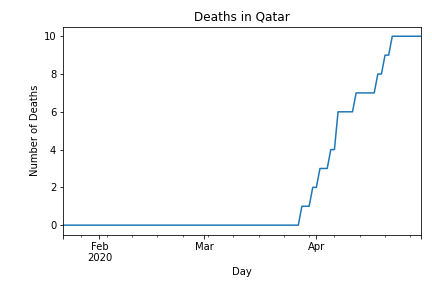 Deaths in Qatar
10
8
6
4
2
0
Number of Deaths
Feb
2020
Mar
Apr
Day